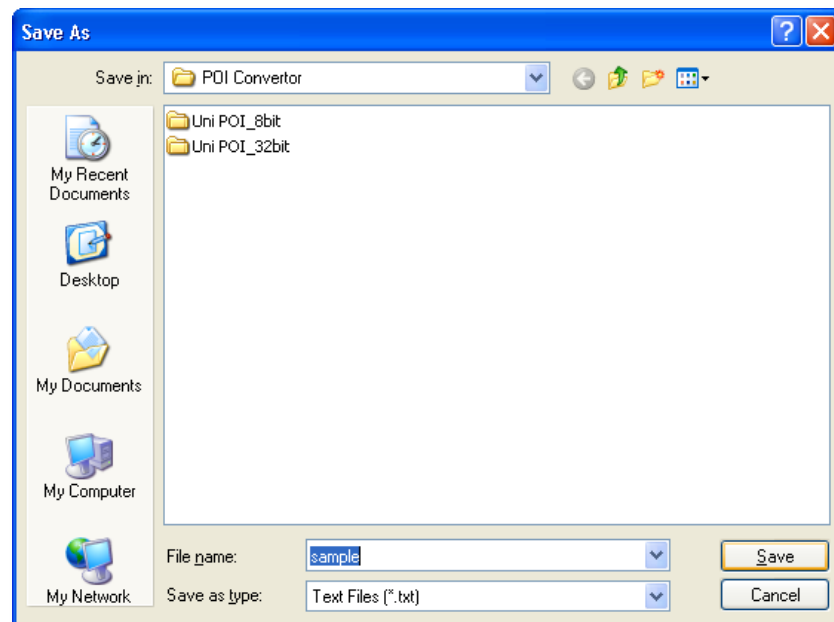 Save As
Save in: POI Convertor
Uni POI_8bit
Uni POI_32bit
My Recent
Documents
Desktop
My Documents
My Computer
My Network
File name: sample
Save
Save as type: Text Files (*.txt)
Cancel